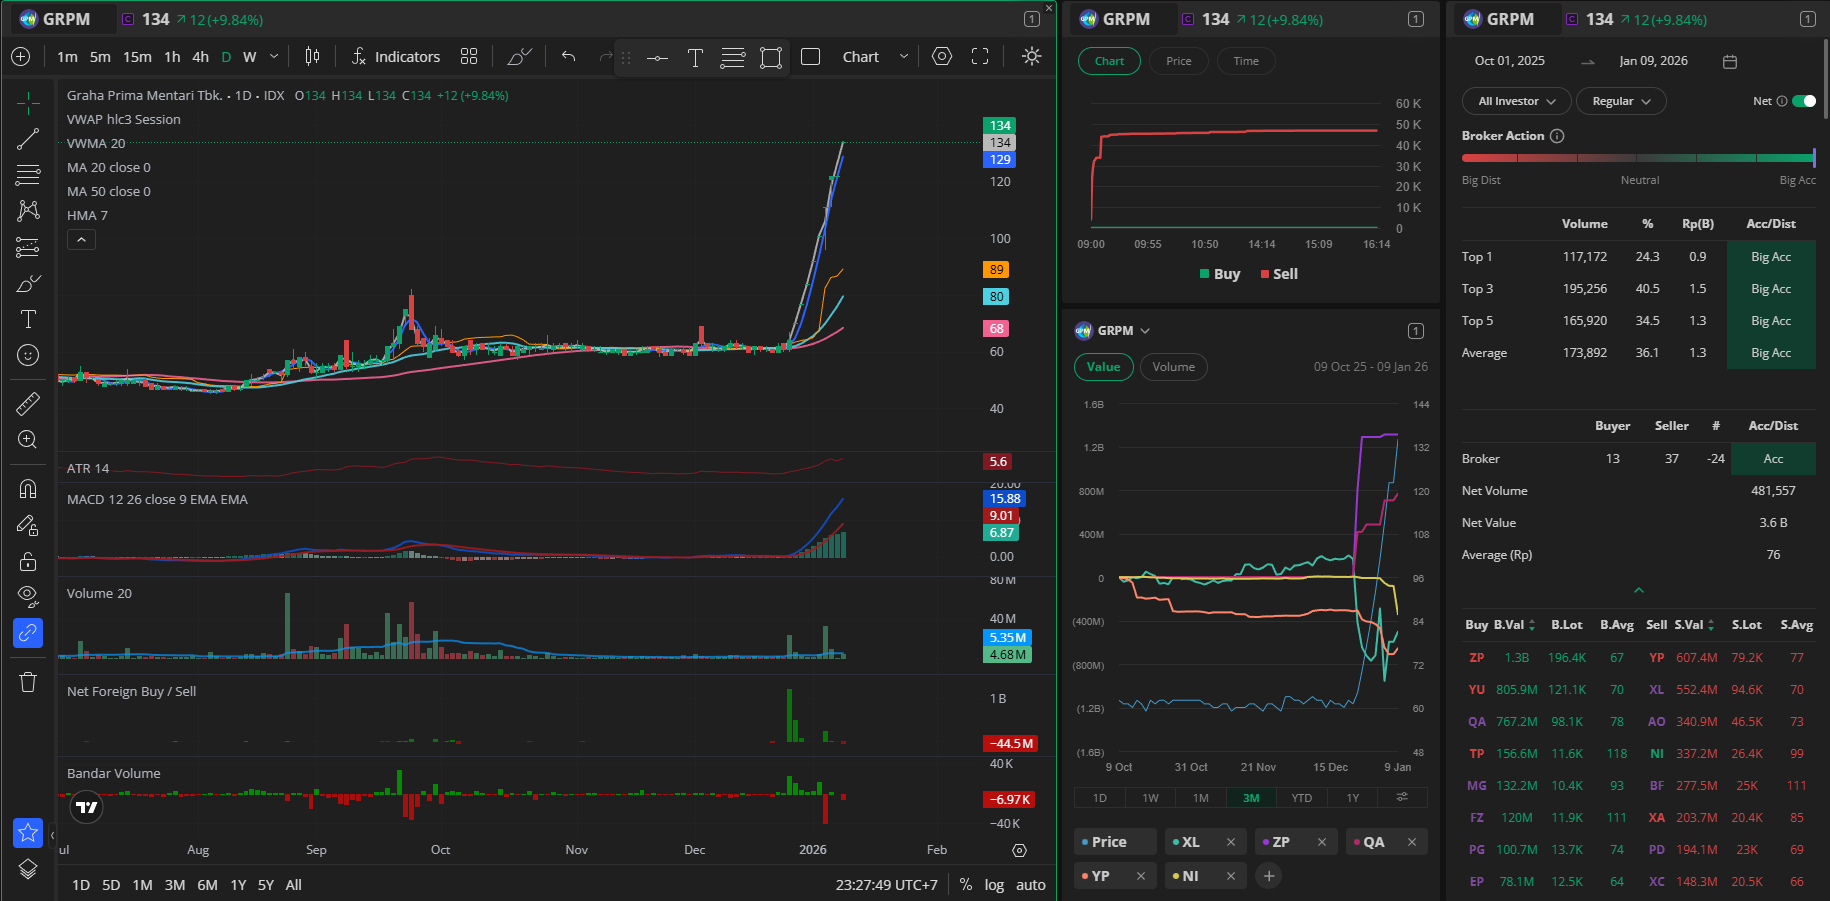 GRPM C 134 12 (+9.84%) 1
1m 5m 15m 1h 4h D W Indicators T Chart
Graha Prima Mentari Tbk. • 1D • IDX O134 H134 L134 C134 +12 (+9.84%)
VWAP hlc3 Session
VWMA 20
MA 20 close 0
MA 50 close 0
HMA 7
134
134
129
120
100
89
80
68
60
40
ATR 14
5.6
20.00
MACD 12 26 close 9 EMA EMA
15.88
9.01
6.87
0.00
Volume 20
80 M
40 M
5.35 M
4.68 M
Net Foreign Buy / Sell
1 B
−44.5 M
Bandar Volume
40 K
−6.97 K
−40 K
ul Aug Sep Oct Nov Dec 2026 Feb
1D 5D 1M 3M 6M 1Y 5Y All 23:27:49 UTC+7 % log auto
GRPM C 134 12 (+9.84%) 1
Chart Price Time
60 K
50 K
40 K
30 K
20 K
10 K
0
09:00 09:55 10:50 14:14 15:09 16:14
Buy Sell
GRPM 1
Value Volume 09 Oct 25 - 09 Jan 26
1.6B 144
1.2B 132
800M 120
400M 108
0 96
(400M) 84
(800M) 72
(1.2B) 60
(1.6B) 48
9 Oct 31 Oct 21 Nov 15 Dec 9 Jan
1D 1W 1M 3M YTD 1Y
Price XL ZP QA
YP NI
GRPM C 134 12 (+9.84%) 1
Oct 01, 2025 Jan 09, 2026
All Investor Regular Net
Broker Action
Big Dist Neutral Big Acc
Volume % Rp(B) Acc/Dist
Top 1 117,172 24.3 0.9 Big Acc
Top 3 195,256 40.5 1.5 Big Acc
Top 5 165,920 34.5 1.3 Big Acc
Average 173,892 36.1 1.3 Big Acc
Buyer Seller # Acc/Dist
Broker 13 37 -24 Acc
Net Volume 481,557
Net Value 3.6 B
Average (Rp) 76
Buy B.Val B.Lot B.Avg Sell S.Val S.Lot S.Avg
ZP 1.3B 196.4K 67 YP 607.4M 79.2K 77
YU 805.9M 121.1K 70 XL 552.4M 94.6K 70
QA 767.2M 98.1K 78 AO 340.9M 46.5K 73
TP 156.6M 11.6K 118 NI 337.2M 26.4K 99
MG 132.2M 10.4K 93 BF 277.5M 25K 111
FZ 120M 11.9K 111 XA 203.7M 20.4K 85
PG 100.7M 13.7K 74 PD 194.1M 23K 69
EP 78.1M 12.5K 64 XC 148.3M 20.5K 66